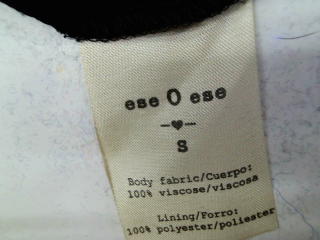 ese O ese
S
Body fabric/Cuerpo:
100% viscose/viscosa
Lining/Forro:
100% polyester/poliester